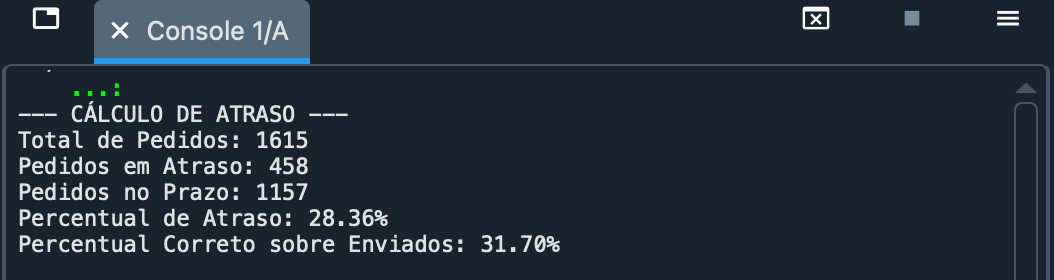 Console 1/A
...:
--- CÁLCULO DE ATRASO ---
Total de Pedidos: 1615
Pedidos em Atraso: 458
Pedidos no Prazo: 1157
Percentual de Atraso: 28.36%
Percentual Correto sobre Enviados: 31.70%